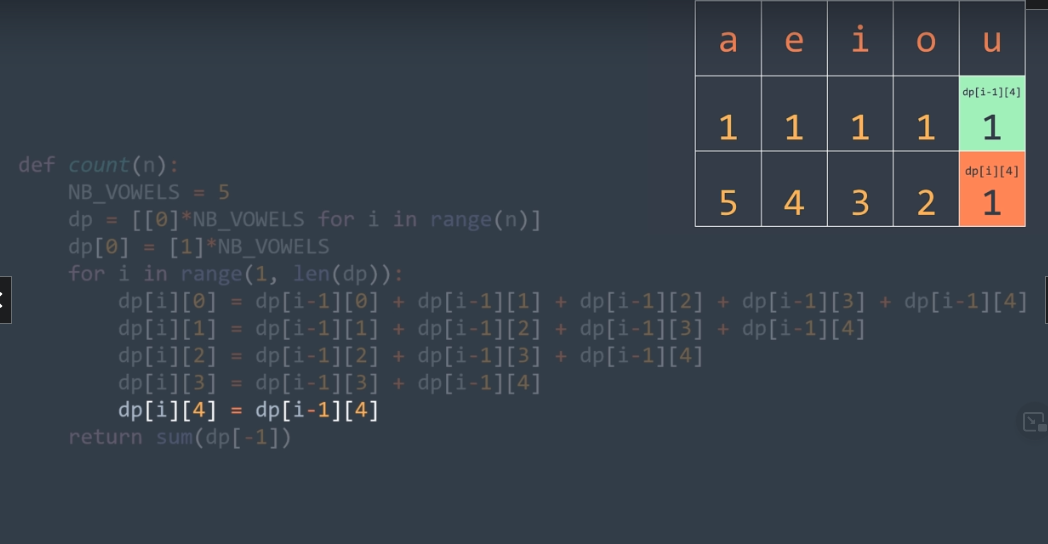 a e i o u
dp[i-1][4]
1 1 1 1 1
dp[i][4]
5 4 3 2 1
def count(n):
    NB_VOWELS = 5
    dp = [[0]*NB_VOWELS for i in range(n)]
    dp[0] = [1]*NB_VOWELS
    for i in range(1, len(dp)):
        dp[i][0] = dp[i-1][0] + dp[i-1][1] + dp[i-1][2] + dp[i-1][3] + dp[i-1][4]
        dp[i][1] = dp[i-1][1] + dp[i-1][2] + dp[i-1][3] + dp[i-1][4]
        dp[i][2] = dp[i-1][2] + dp[i-1][3] + dp[i-1][4]
        dp[i][3] = dp[i-1][3] + dp[i-1][4]
        dp[i][4] = dp[i-1][4]
    return sum(dp[-1])